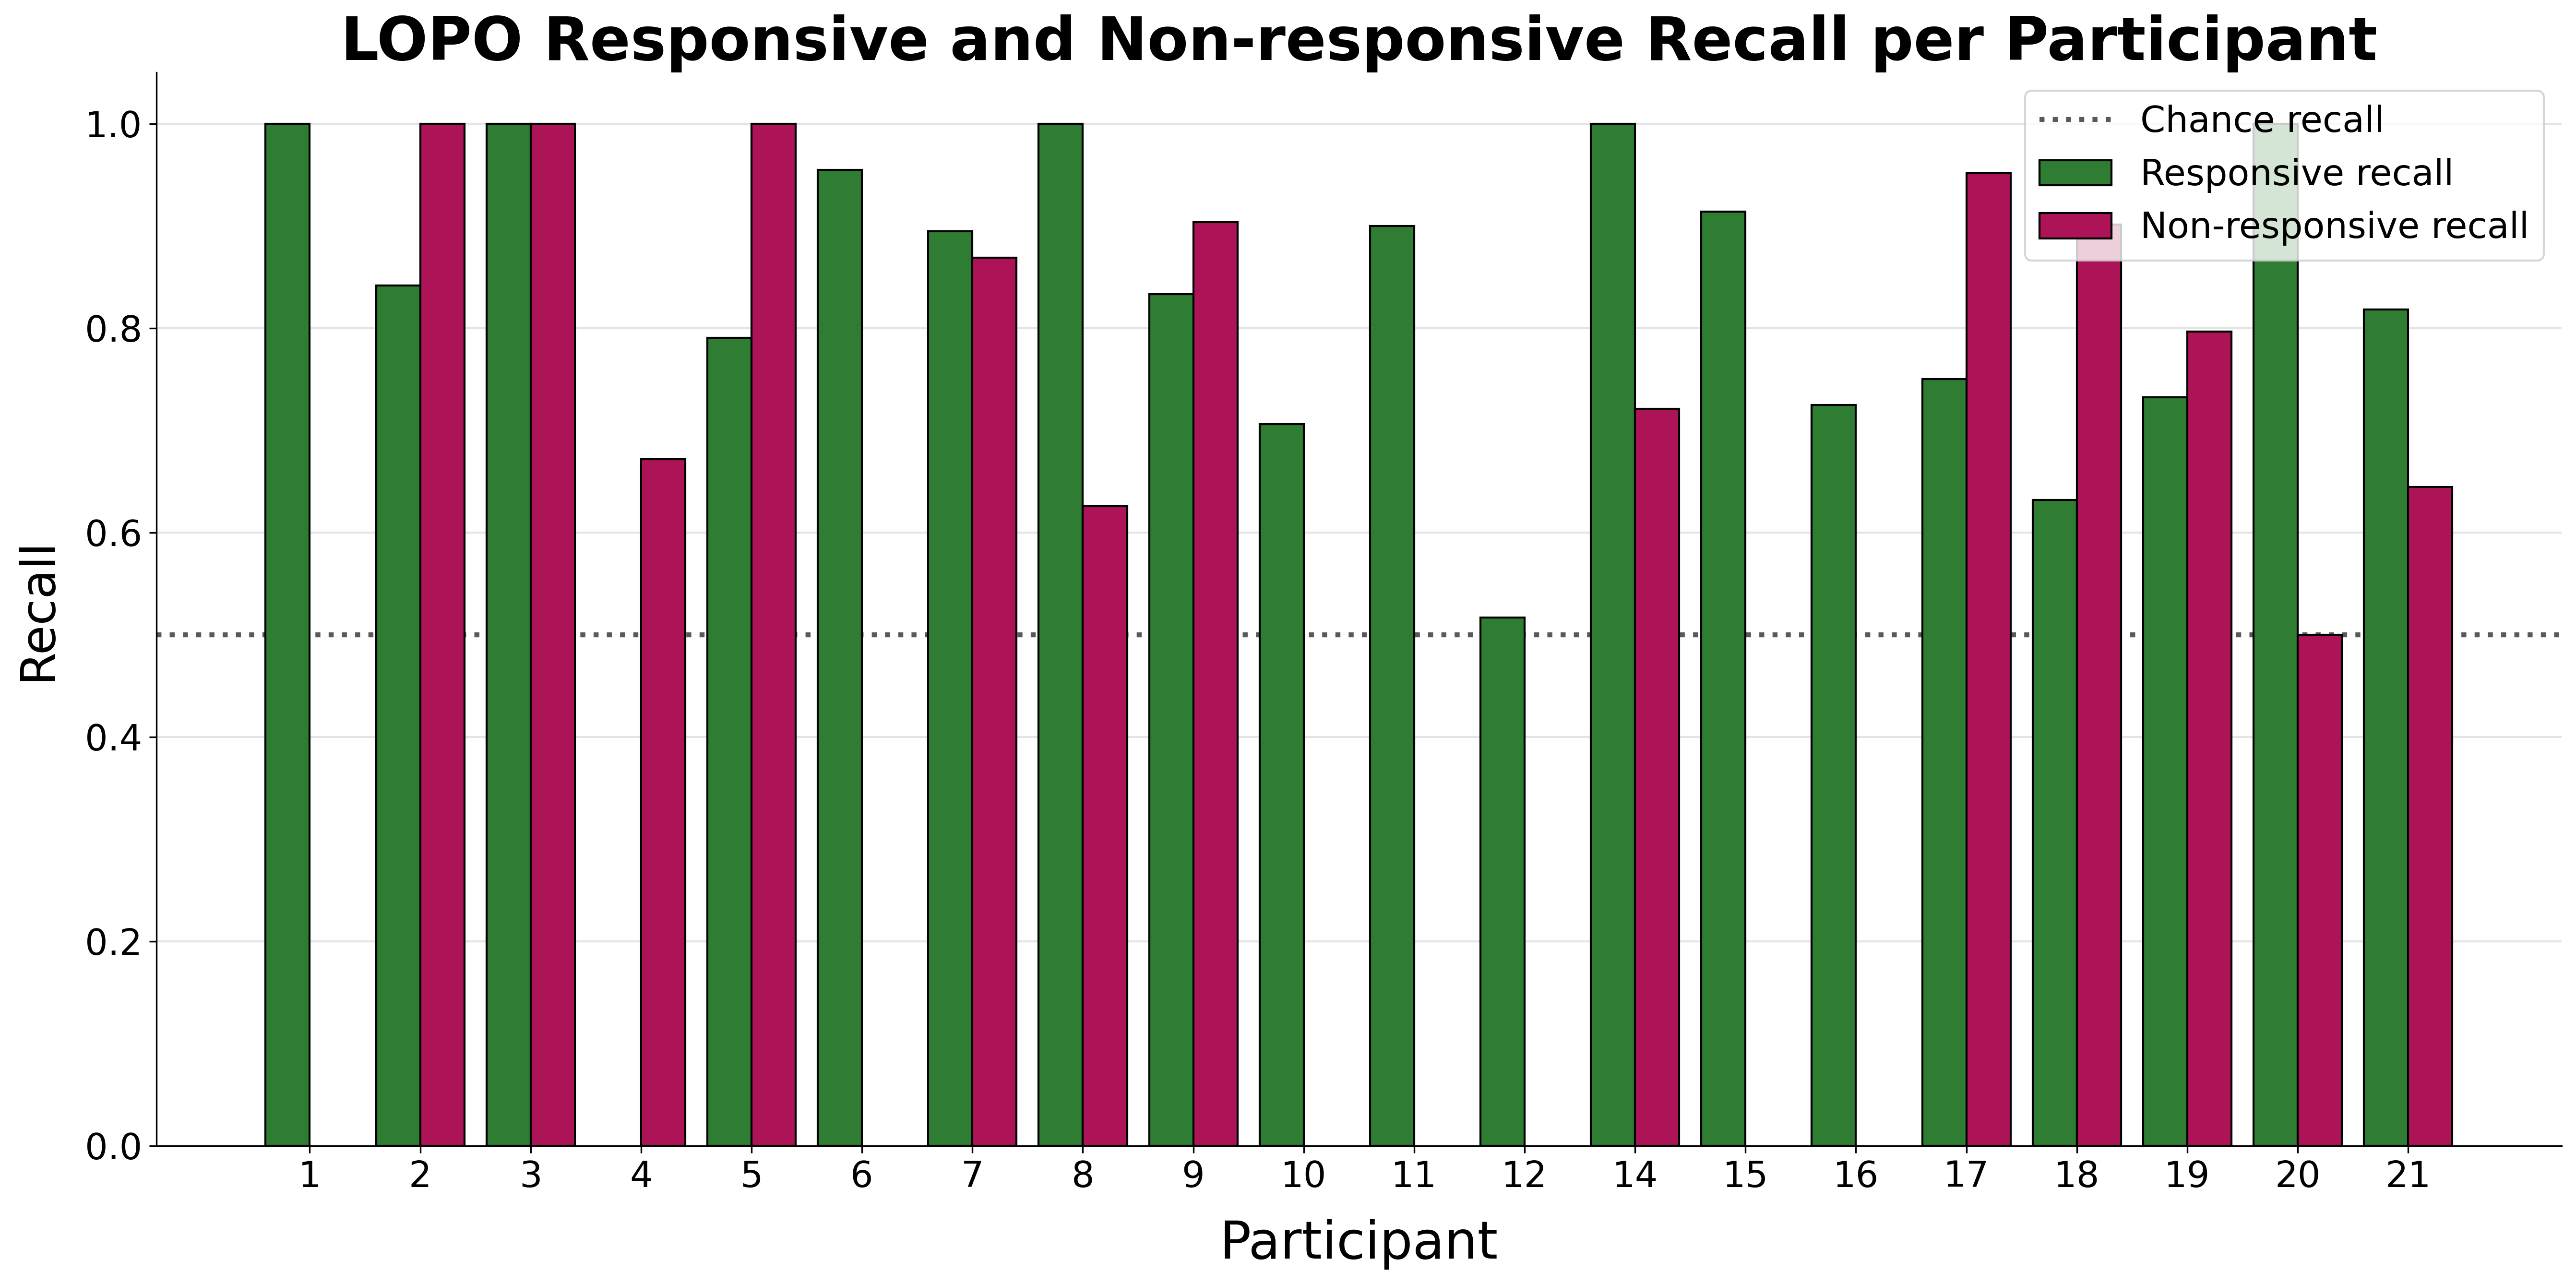 LOPO Responsive and Non-responsive Recall per Participant
Chance recall
Responsive recall
Non-responsive recall
Recall
1.0
0.8
0.6
0.4
0.2
0.0
1 2 3 4 5 6 7 8 9 10 11 12 14 15 16 17 18 19 20 21
Participant